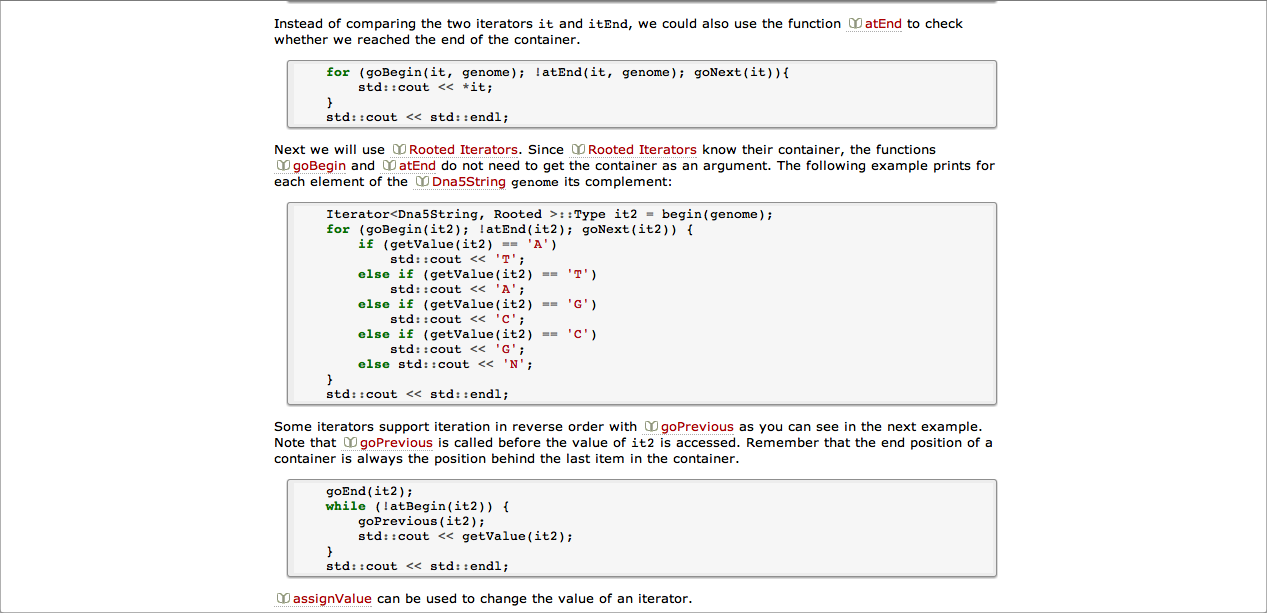 Instead of comparing the two iterators it and itEnd, we could also use the function atEnd to check
whether we reached the end of the container.
for (goBegin(it, genome); !atEnd(it, genome); goNext(it)){
std::cout << *it;
}
std::cout << std::endl;
Next we will use Rooted Iterators. Since Rooted Iterators know their container, the functions
goBegin and atEnd do not need to get the container as an argument. The following example prints for
each element of the Dna5String genome its complement:
Iterator<Dna5String, Rooted >::Type it2 = begin(genome);
for (goBegin(it2); !atEnd(it2); goNext(it2)) {
if (getValue(it2) == 'A')
std::cout << 'T';
else if (getValue(it2) == 'T')
std::cout << 'A';
else if (getValue(it2) == 'G')
std::cout << 'C';
else if (getValue(it2) == 'C')
std::cout << 'G';
else std::cout << 'N';
}
std::cout << std::endl;
Some iterators support iteration in reverse order with goPrevious as you can see in the next example.
Note that goPrevious is called before the value of it2 is accessed. Remember that the end position of a
container is always the position behind the last item in the container.
goEnd(it2);
while (!atBegin(it2)) {
goPrevious(it2);
std::cout << getValue(it2);
}
std::cout << std::endl;
assignValue can be used to change the value of an iterator.